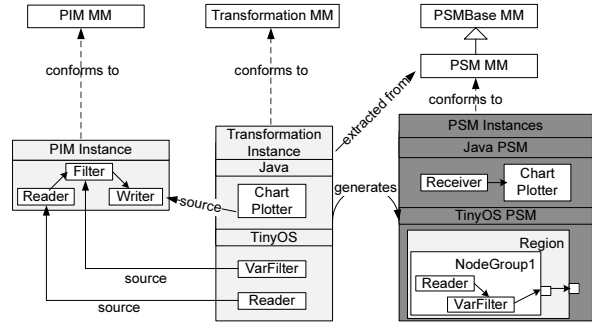 PIM MM
Transformation MM
PSMBase MM
PSM MM
conforms to
conforms to
extracted from
conforms to
PIM Instance
Filter
Reader
Writer
source
Transformation
Instance
Java
Chart
Plotter
TinyOS
VarFilter
Reader
source
source
generates
PSM Instances
Java PSM
Receiver
Chart
Plotter
TinyOS PSM
Region
NodeGroup1
Reader
VarFilter